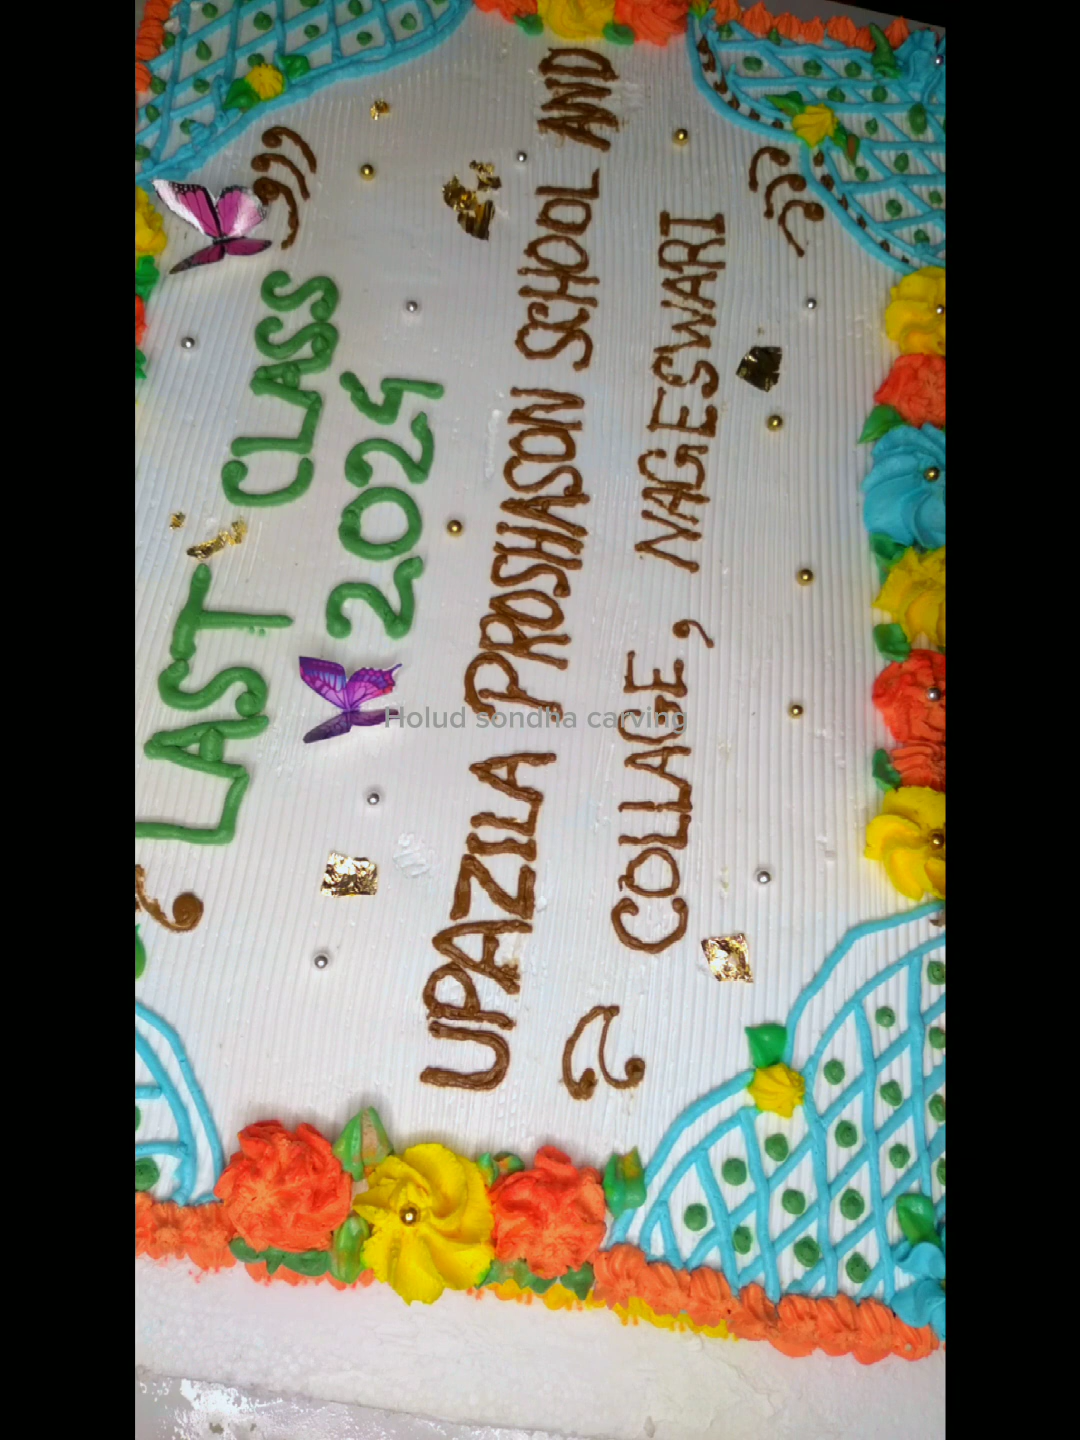 LAST CLASS
2024
UPAZILA PROSHASON SCHOOL AND
COLLAGE, NAGESWARI
Holud sondha carving